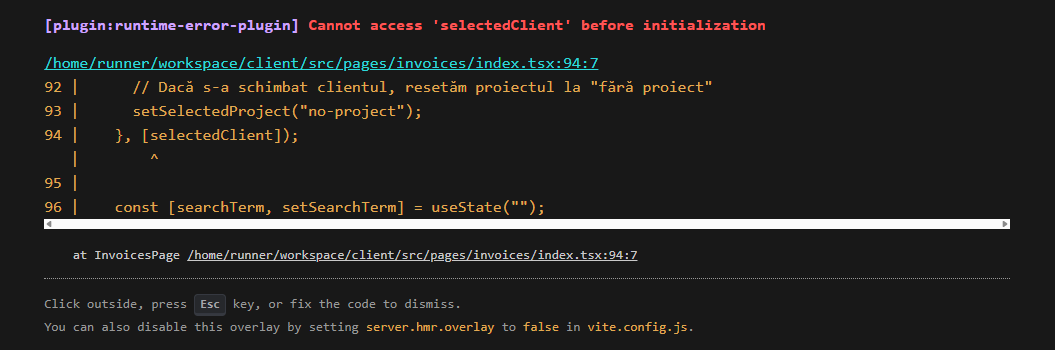 [plugin:runtime-error-plugin] Cannot access 'selectedClient' before initialization
/home/runner/workspace/client/src/pages/invoices/index.tsx:94:7
92 |      // Dacă s-a schimbat clientul, resetăm proiectul la "fără proiect"
93 |      setSelectedProject("no-project");
94 |    }, [selectedClient]);
   |        ^
95 |
96 |    const [searchTerm, setSearchTerm] = useState("");
at InvoicesPage /home/runner/workspace/client/src/pages/invoices/index.tsx:94:7
Click outside, press Esc key, or fix the code to dismiss.
You can also disable this overlay by setting server.hmr.overlay to false in vite.config.js.